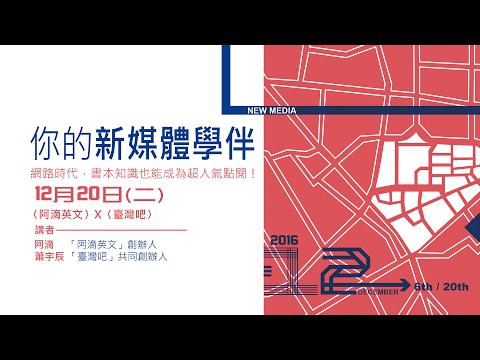 NEW MEDIA
你的新媒體學伴
網路時代，書本知識也能成為超人氣點閱！
12月20日(二)
〈阿滴英文〉X〈臺灣吧〉
講者
阿滴 「阿滴英文」創辦人
蕭宇辰「臺灣吧」共同創辦人
2016
12
DECEMBER
6th / 20th